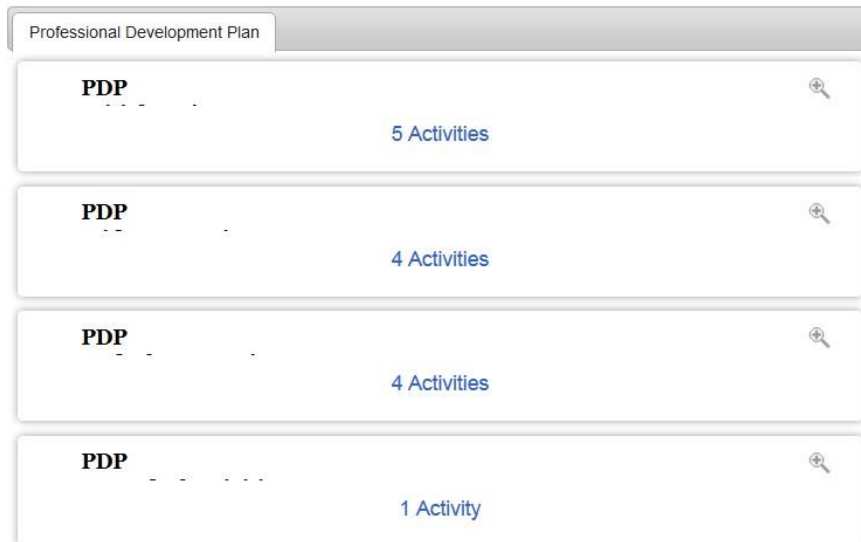 Professional Development Plan
PDP
5 Activities
PDP
4 Activities
PDP
4 Activities
PDP
1 Activity